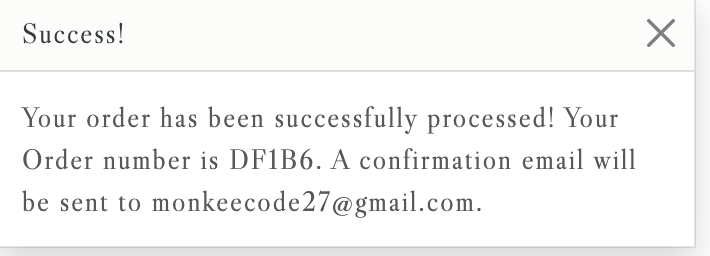 Success!
Your order has been successfully processed! Your
Order number is DF1B6. A confirmation email will
be sent to monkeecode27@gmail.com.